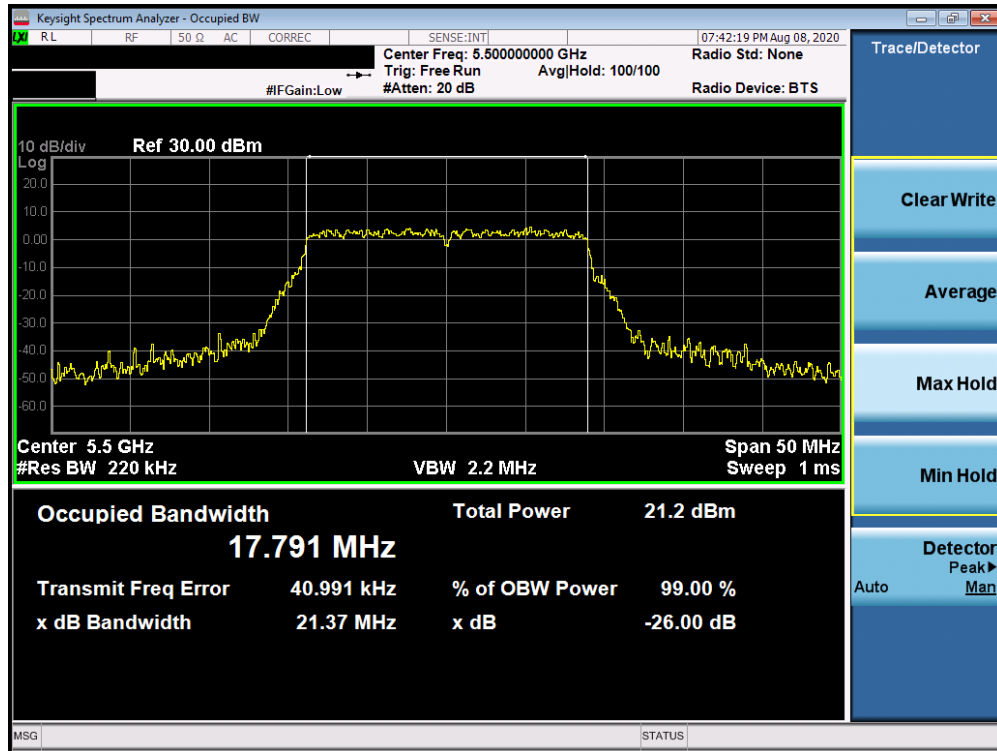 Keysight Spectrum Analyzer - Occupied BW
LXI RL RF 50 Ω AC CORREC SENSE:INT 07:42:19 PM Aug 08, 2020
Center Freq: 5.500000000 GHz Radio Std: None
Trig: Free Run Avg|Hold: 100/100
#IFGain:Low #Atten: 20 dB Radio Device: BTS
Trace/Detector
10 dB/div Ref 30.00 dBm
Log
20.0
10.0
0.00
-10.0
-20.0
-30.0
-40.0
-50.0
-60.0
Center 5.5 GHz Span 50 MHz
#Res BW 220 kHz VBW 2.2 MHz Sweep 1 ms
Occupied Bandwidth Total Power 21.2 dBm
17.791 MHz
Transmit Freq Error 40.991 kHz % of OBW Power 99.00 %
x dB Bandwidth 21.37 MHz x dB -26.00 dB
Clear Write
Average
Max Hold
Min Hold
Detector
Peak▶
Auto Man
MSG STATUS